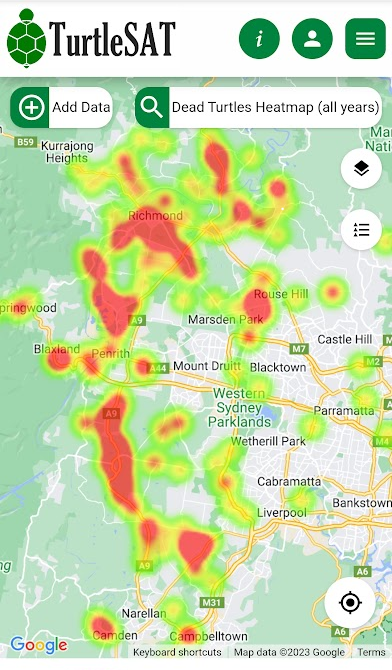 TurtleSAT
i
Add Data
Dead Turtles Heatmap (all years)
B59
Kurrajong
Heights
Richmond
Rouse Hill
pringwood
A9
Marsden Park
Castle Hill
M7
Blaxland
Penrith
A44
Mount Druitt
Blacktown
M2
Western
Sydney
Parklands
A9
Parramatta
Wetherill Park
M4
Cabramatta
Bankstown
Liverpool
A9
A6
M31
A6
Narellan
Camden
Campbelltown
Google
Keyboard shortcuts
Map data ©2023 Google
Terms